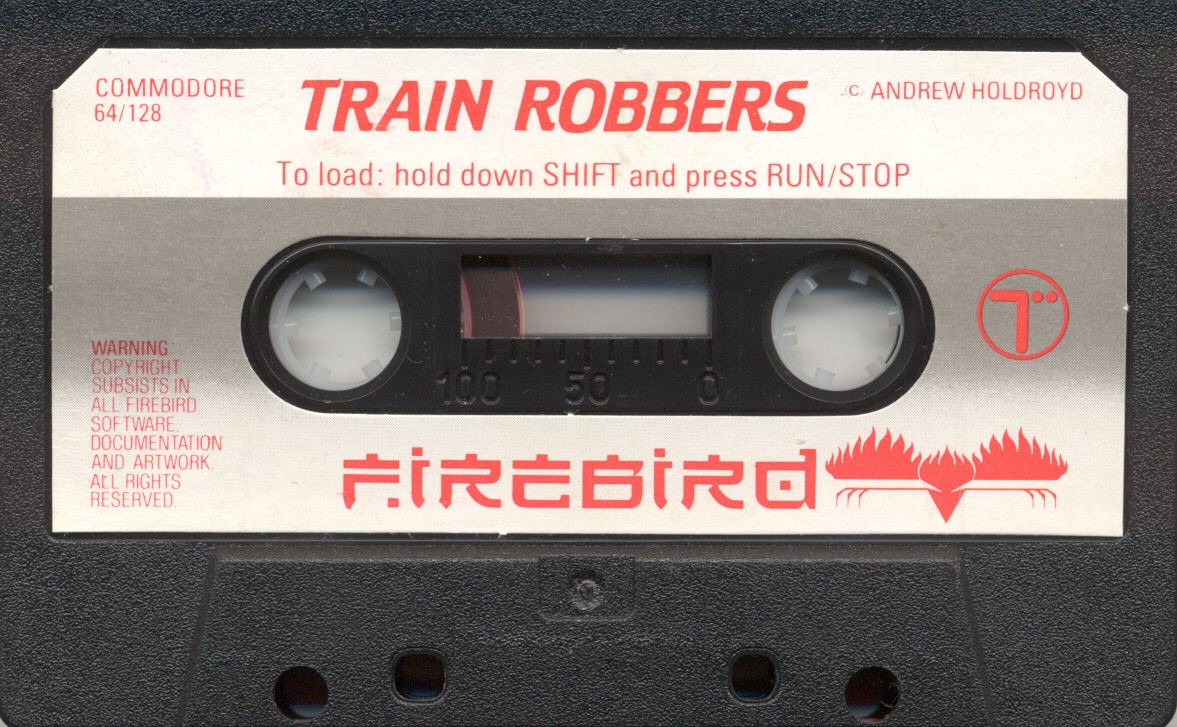 COMMODORE
64/128
TRAIN ROBBERS
(C) ANDREW HOLDROYD
To load: hold down SHIFT and press RUN/STOP
WARNING:
COPYRIGHT
SUBSISTS IN
ALL FIREBIRD
SOFTWARE,
DOCUMENTATION
AND ARTWORK.
ALL RIGHTS
RESERVED.
100 50 0
FIREBIRD